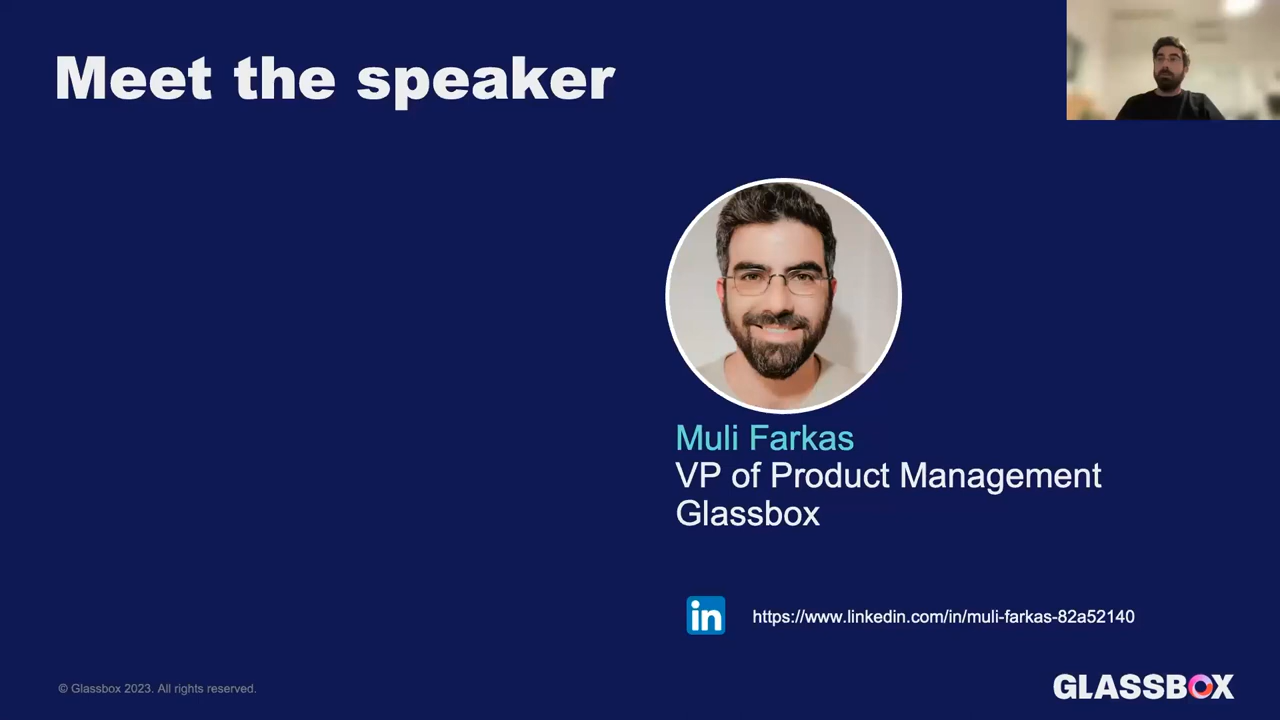 Meet the speaker
Muli Farkas
VP of Product Management
Glassbox
in
https://www.linkedin.com/in/muli-farkas-82a52140
© Glassbox 2023. All rights reserved.
GLASSBOX